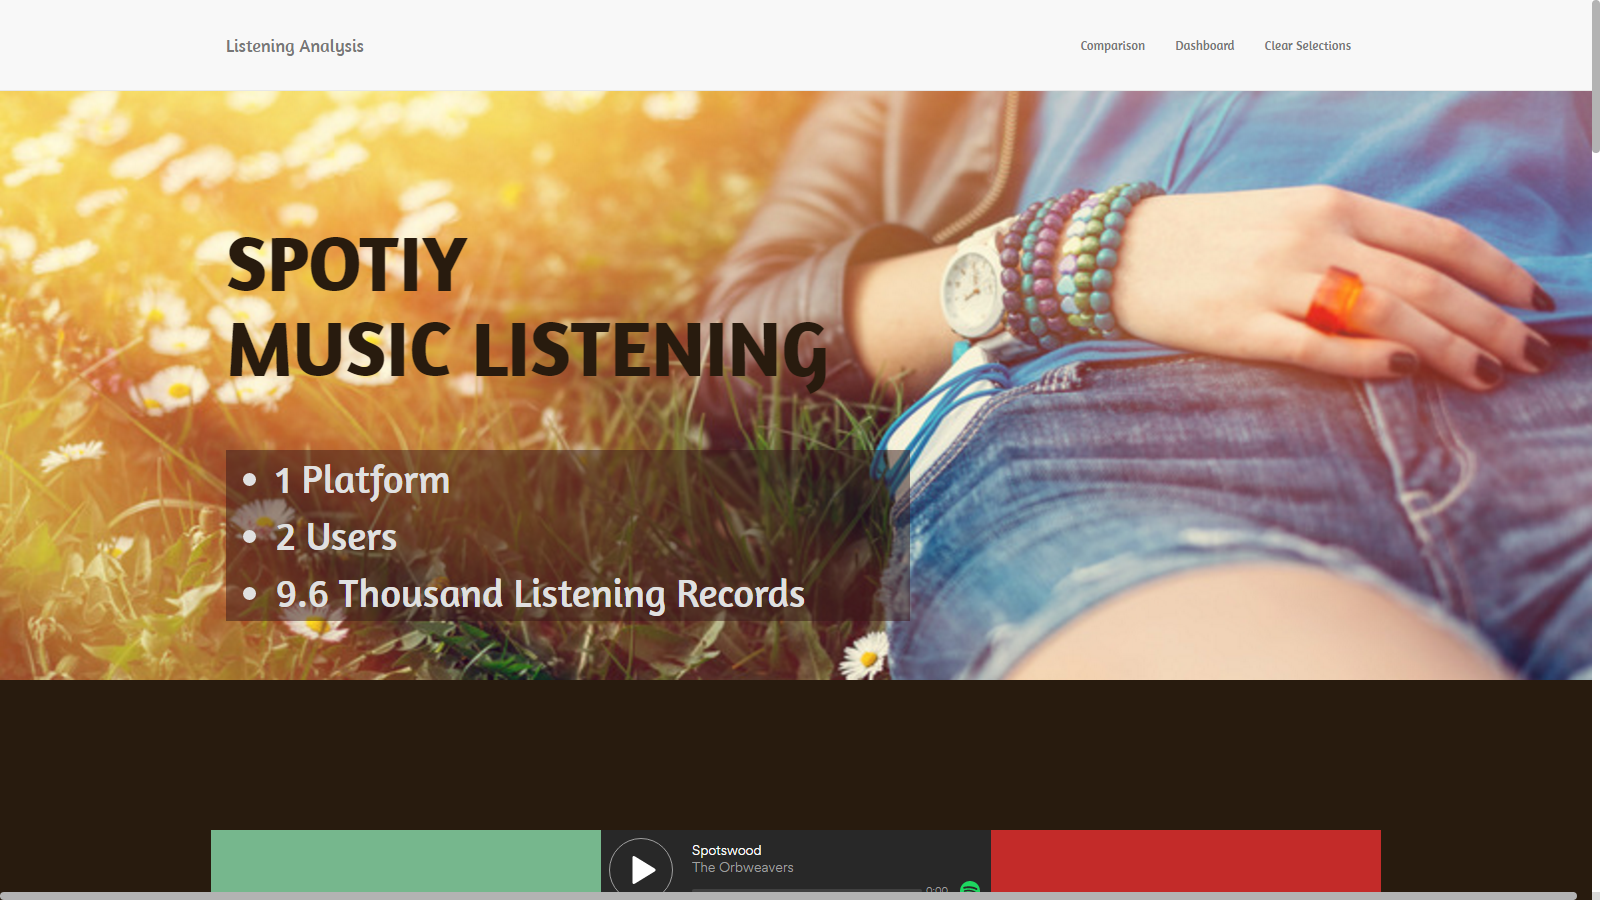 Listening Analysis
Comparison Dashboard Clear Selections
SPOTIY
MUSIC LISTENING
1 Platform
2 Users
9.6 Thousand Listening Records
Spotswood
The Orbweavers
0:00